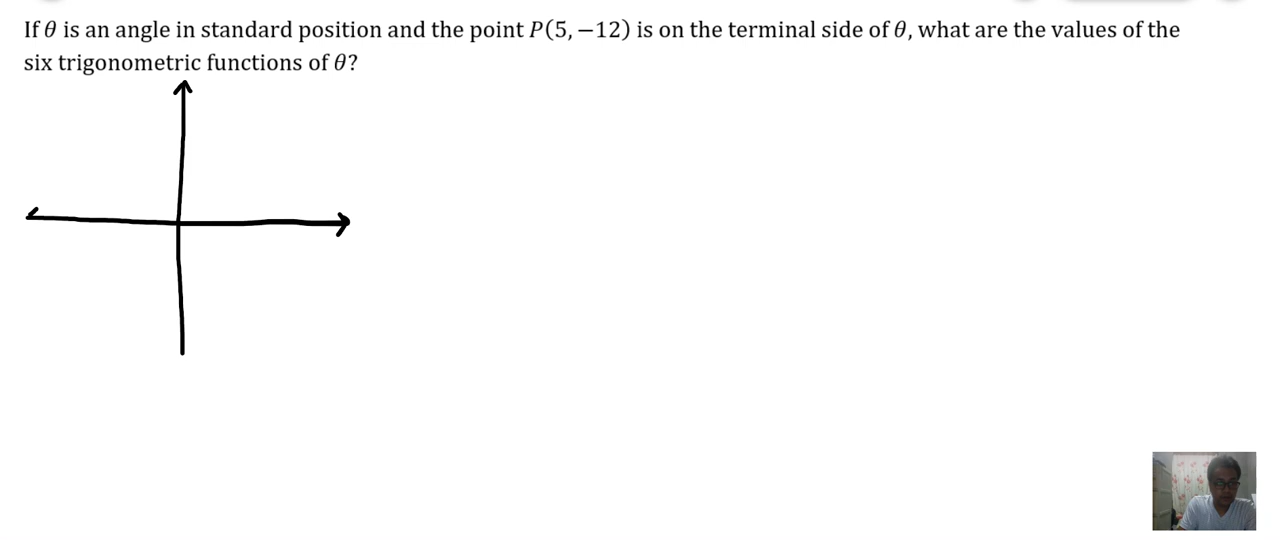 If θ is an angle in standard position and the point P(5, −12) is on the terminal side of θ, what are the values of the
six trigonometric functions of θ?